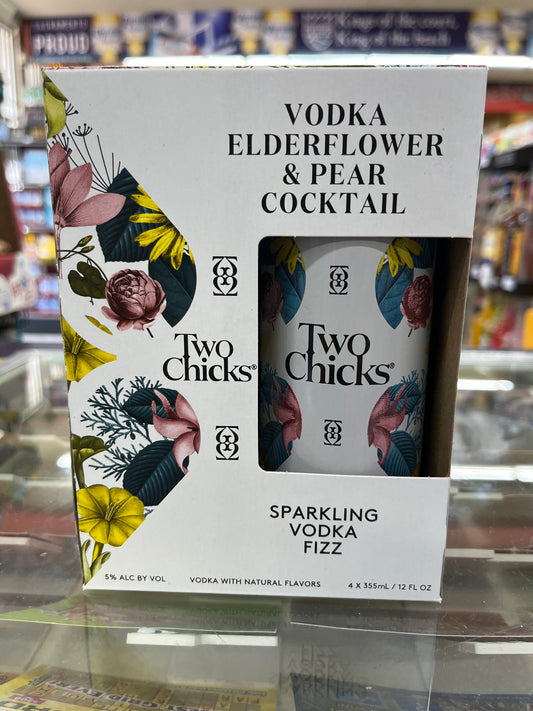 PROUD
Kings of the court,
King of the beach
VODKA
ELDERFLOWER
& PEAR
COCKTAIL
Two
Chicks®
Two
Chicks®
SPARKLING
VODKA
FIZZ
5% ALC BY VOL
VODKA WITH NATURAL FLAVORS
4 X 355mL / 12 FL OZ